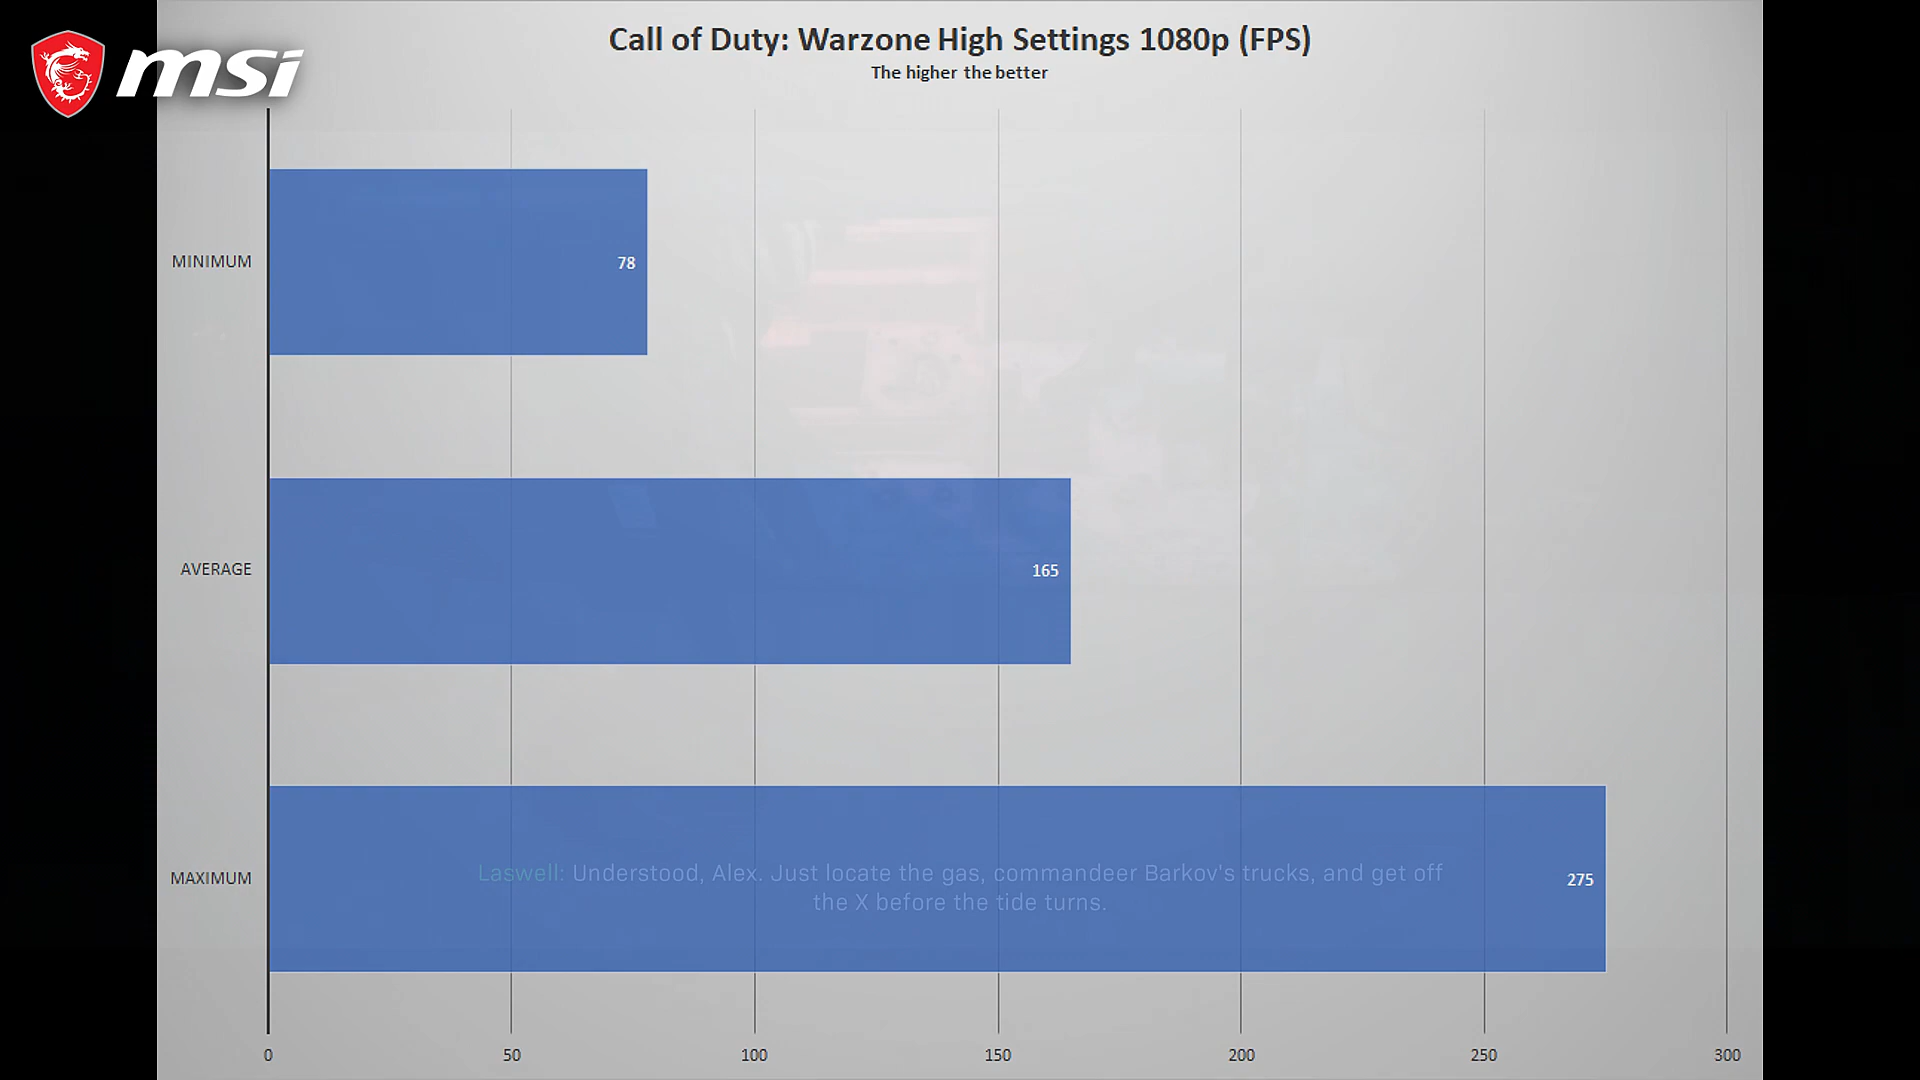 msi
Call of Duty: Warzone High Settings 1080p (FPS)
The higher the better
MINIMUM
78
AVERAGE
165
MAXIMUM
Laswell: Understood, Alex. Just locate the gas, commandeer Barkov's trucks, and get off
the X before the tide turns.
275
0 50 100 150 200 250 300